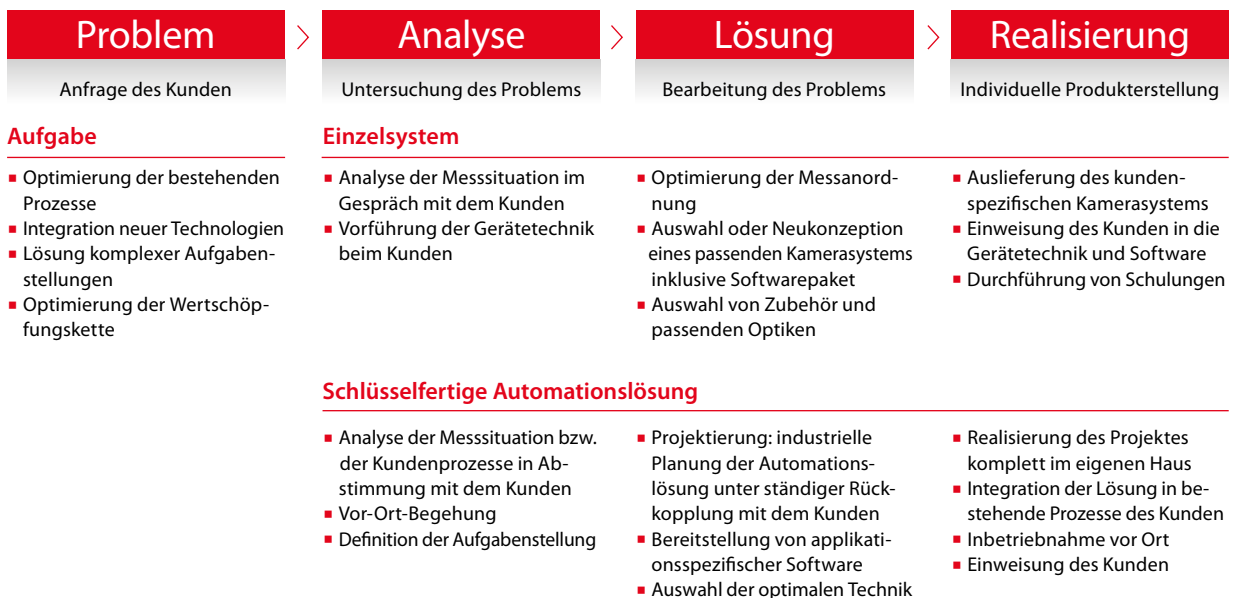 Problem
Analyse
Lösung
Realisierung
Anfrage des Kunden
Untersuchung des Problems
Bearbeitung des Problems
Individuelle Produkterstellung
Aufgabe
▪ Optimierung der bestehenden
Prozesse
▪ Integration neuer Technologien
▪ Lösung komplexer Aufgaben-
stellungen
▪ Optimierung der Wertschöp-
fungskette
Einzelsystem
▪ Analyse der Messsituation im
Gespräch mit dem Kunden
▪ Vorführung der Gerätetechnik
beim Kunden
▪ Optimierung der Messanord-
nung
▪ Auswahl oder Neukonzeption
eines passenden Kamerasystems
inklusive Softwarepaket
▪ Auswahl von Zubehör und
passenden Optiken
▪ Auslieferung des kunden-
spezifischen Kamerasystems
▪ Einweisung des Kunden in die
Gerätetechnik und Software
▪ Durchführung von Schulungen
Schlüsselfertige Automationslösung
▪ Analyse der Messsituation bzw.
der Kundenprozesse in Ab-
stimmung mit dem Kunden
▪ Vor-Ort-Begehung
▪ Definition der Aufgabenstellung
▪ Projektierung: industrielle
Planung der Automations-
lösung unter ständiger Rück-
kopplung mit dem Kunden
▪ Bereitstellung von applikati-
onsspezifischer Software
▪ Auswahl der optimalen Technik
▪ Realisierung des Projektes
komplett im eigenen Haus
▪ Integration der Lösung in be-
stehende Prozesse des Kunden
▪ Inbetriebnahme vor Ort
▪ Einweisung des Kunden